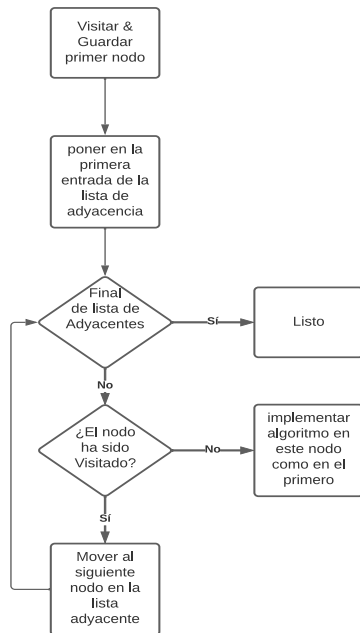 Visitar &
Guardar
primer nodo
poner en la
primera
entrada de la
lista de
adyacencia
Final
de lista de
Adyacentes
Sí
Listo
No
¿El nodo
ha sido
Visitado?
No
implementar
algoritmo en
este nodo
como en el
primero
Sí
Mover al
siguiente
nodo en la
lista
adyacente